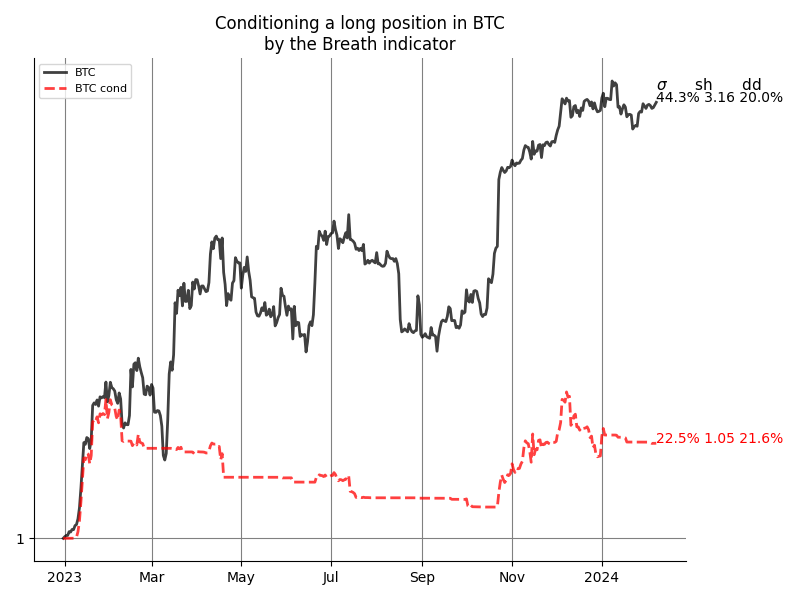 Conditioning a long position in BTC
by the Breath indicator
BTC
BTC cond
σ sh dd
44.3% 3.16 20.0%
22.5% 1.05 21.6%
1
2023 Mar May Jul Sep Nov 2024